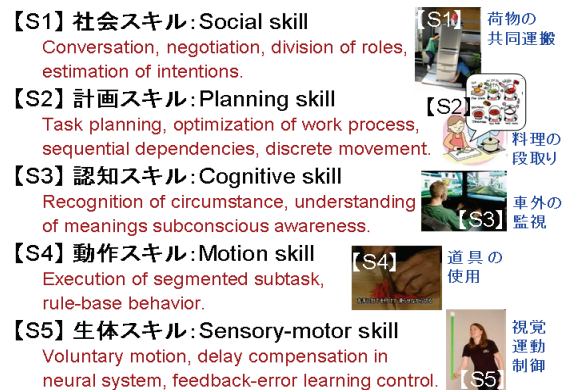 【S1】 社会スキル：Social skill
Conversation, negotiation, division of roles,
estimation of intentions.
【S1】
荷物の
共同運搬
【S2】 計画スキル：Planning skill
Task planning, optimization of work process,
sequential dependencies, discrete movement.
【S2】
料理の
段取り
【S3】 認知スキル：Cognitive skill
Recognition of circumstance, understanding
of meanings subconscious awareness.
【S3】
車外の
監視
【S4】 動作スキル：Motion skill
Execution of segmented subtask,
rule-base behavior.
【S4】
道具の
使用
【S5】 生体スキル：Sensory-motor skill
Voluntary motion, delay compensation in
neural system, feedback-error learning control.
【S5】
視覚
運動
制御